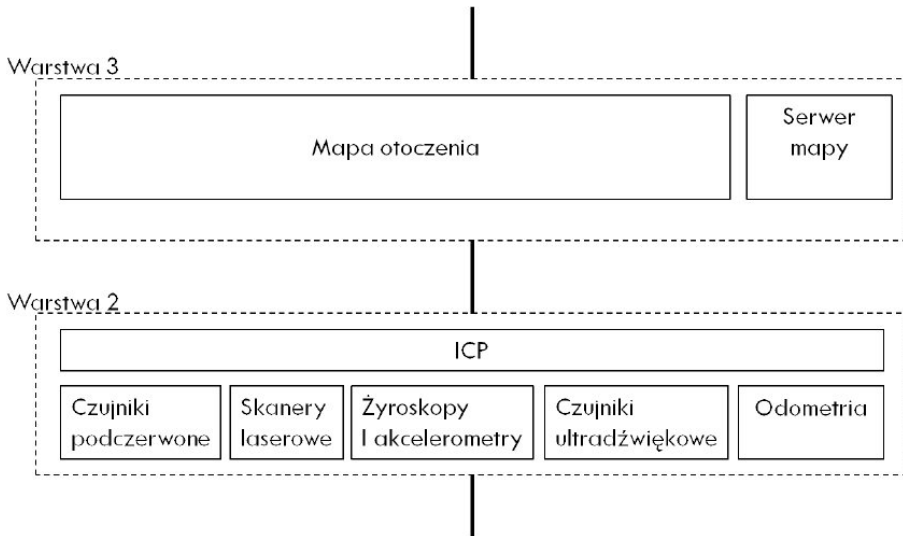 Warstwa 3
Mapa otoczenia
Serwer
mapy
Warstwa 2
ICP
Czujniki
podczerwone
Skanery
laserowe
Żyroskopy
I akcelerometry
Czujniki
ultradźwiękowe
Odometria